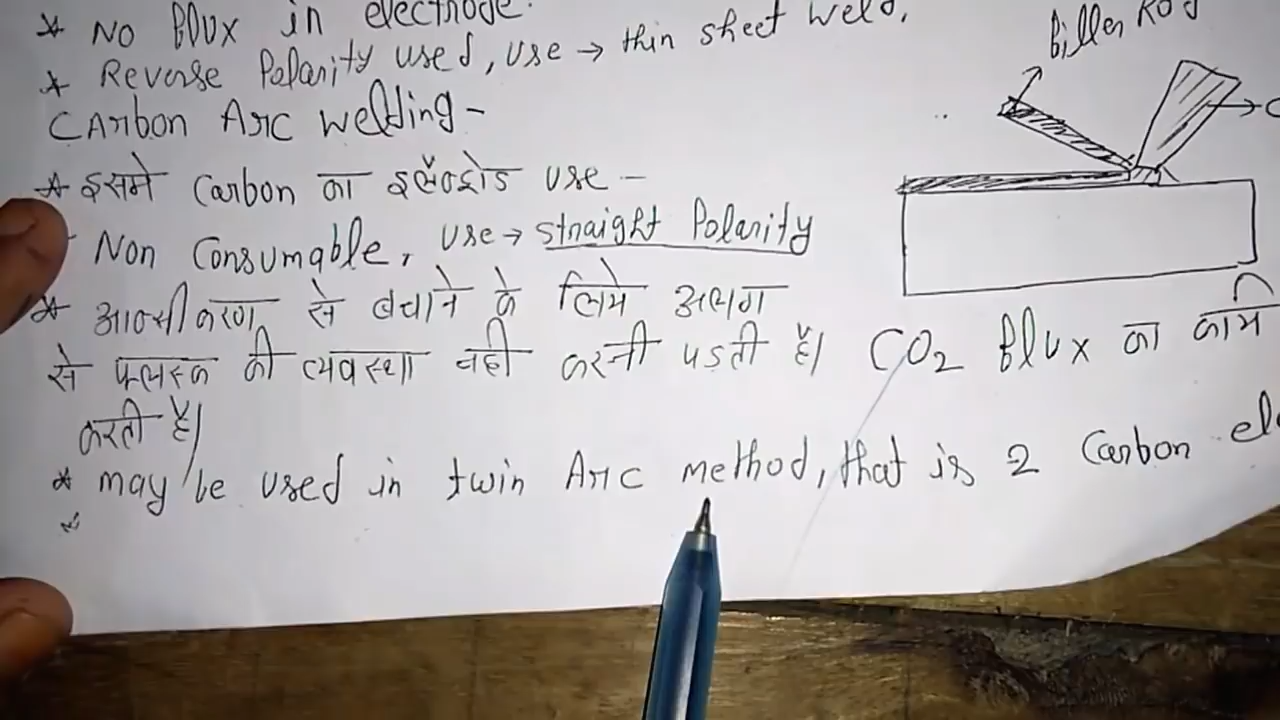 * No flux in electrode.
* Reverse Polarity used, use → thin sheet weld.
Filler Rod
Carbon Arc Welding -
* इसमे Carbon का इलैक्ट्रोड use -
Non Consumable, use → straight Polarity
* आक्सीकरण से बचाने के लिये अलग
से फ्लक्स की व्यवस्था नही करनी पडती है। CO2 flux का कार्य
करती है।
* may be used in twin Arc method, that is 2 Carbon
*